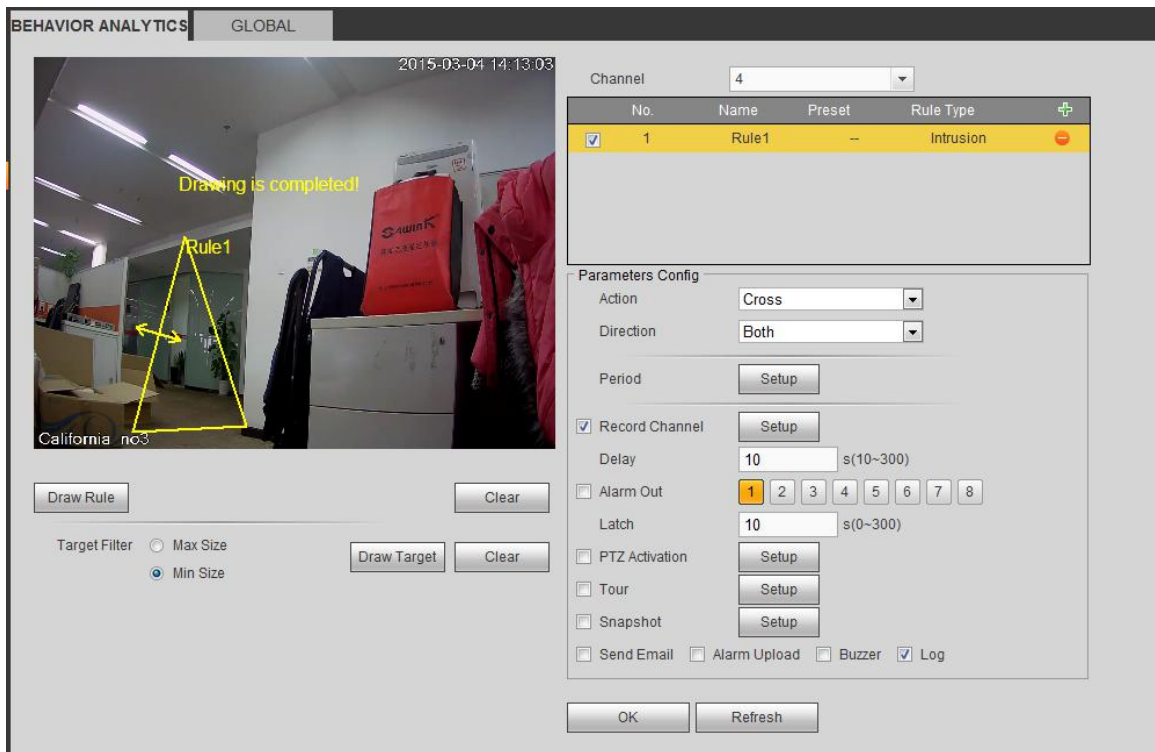 BEHAVIOR ANALYTICS GLOBAL
2015-03-04 14:13:03
Drawing is completed!
SAWINK
Rule1
California no3
Draw Rule Clear
Target Filter Max Size
Min Size
Draw Target Clear
Channel 4
No. Name Preset Rule Type
1 Rule1 -- Intrusion
Parameters Config
Action Cross
Direction Both
Period Setup
Record Channel Setup
Delay 10 s(10~300)
Alarm Out 1 2 3 4 5 6 7 8
Latch 10 s(0~300)
PTZ Activation Setup
Tour Setup
Snapshot Setup
Send Email Alarm Upload Buzzer Log
OK Refresh